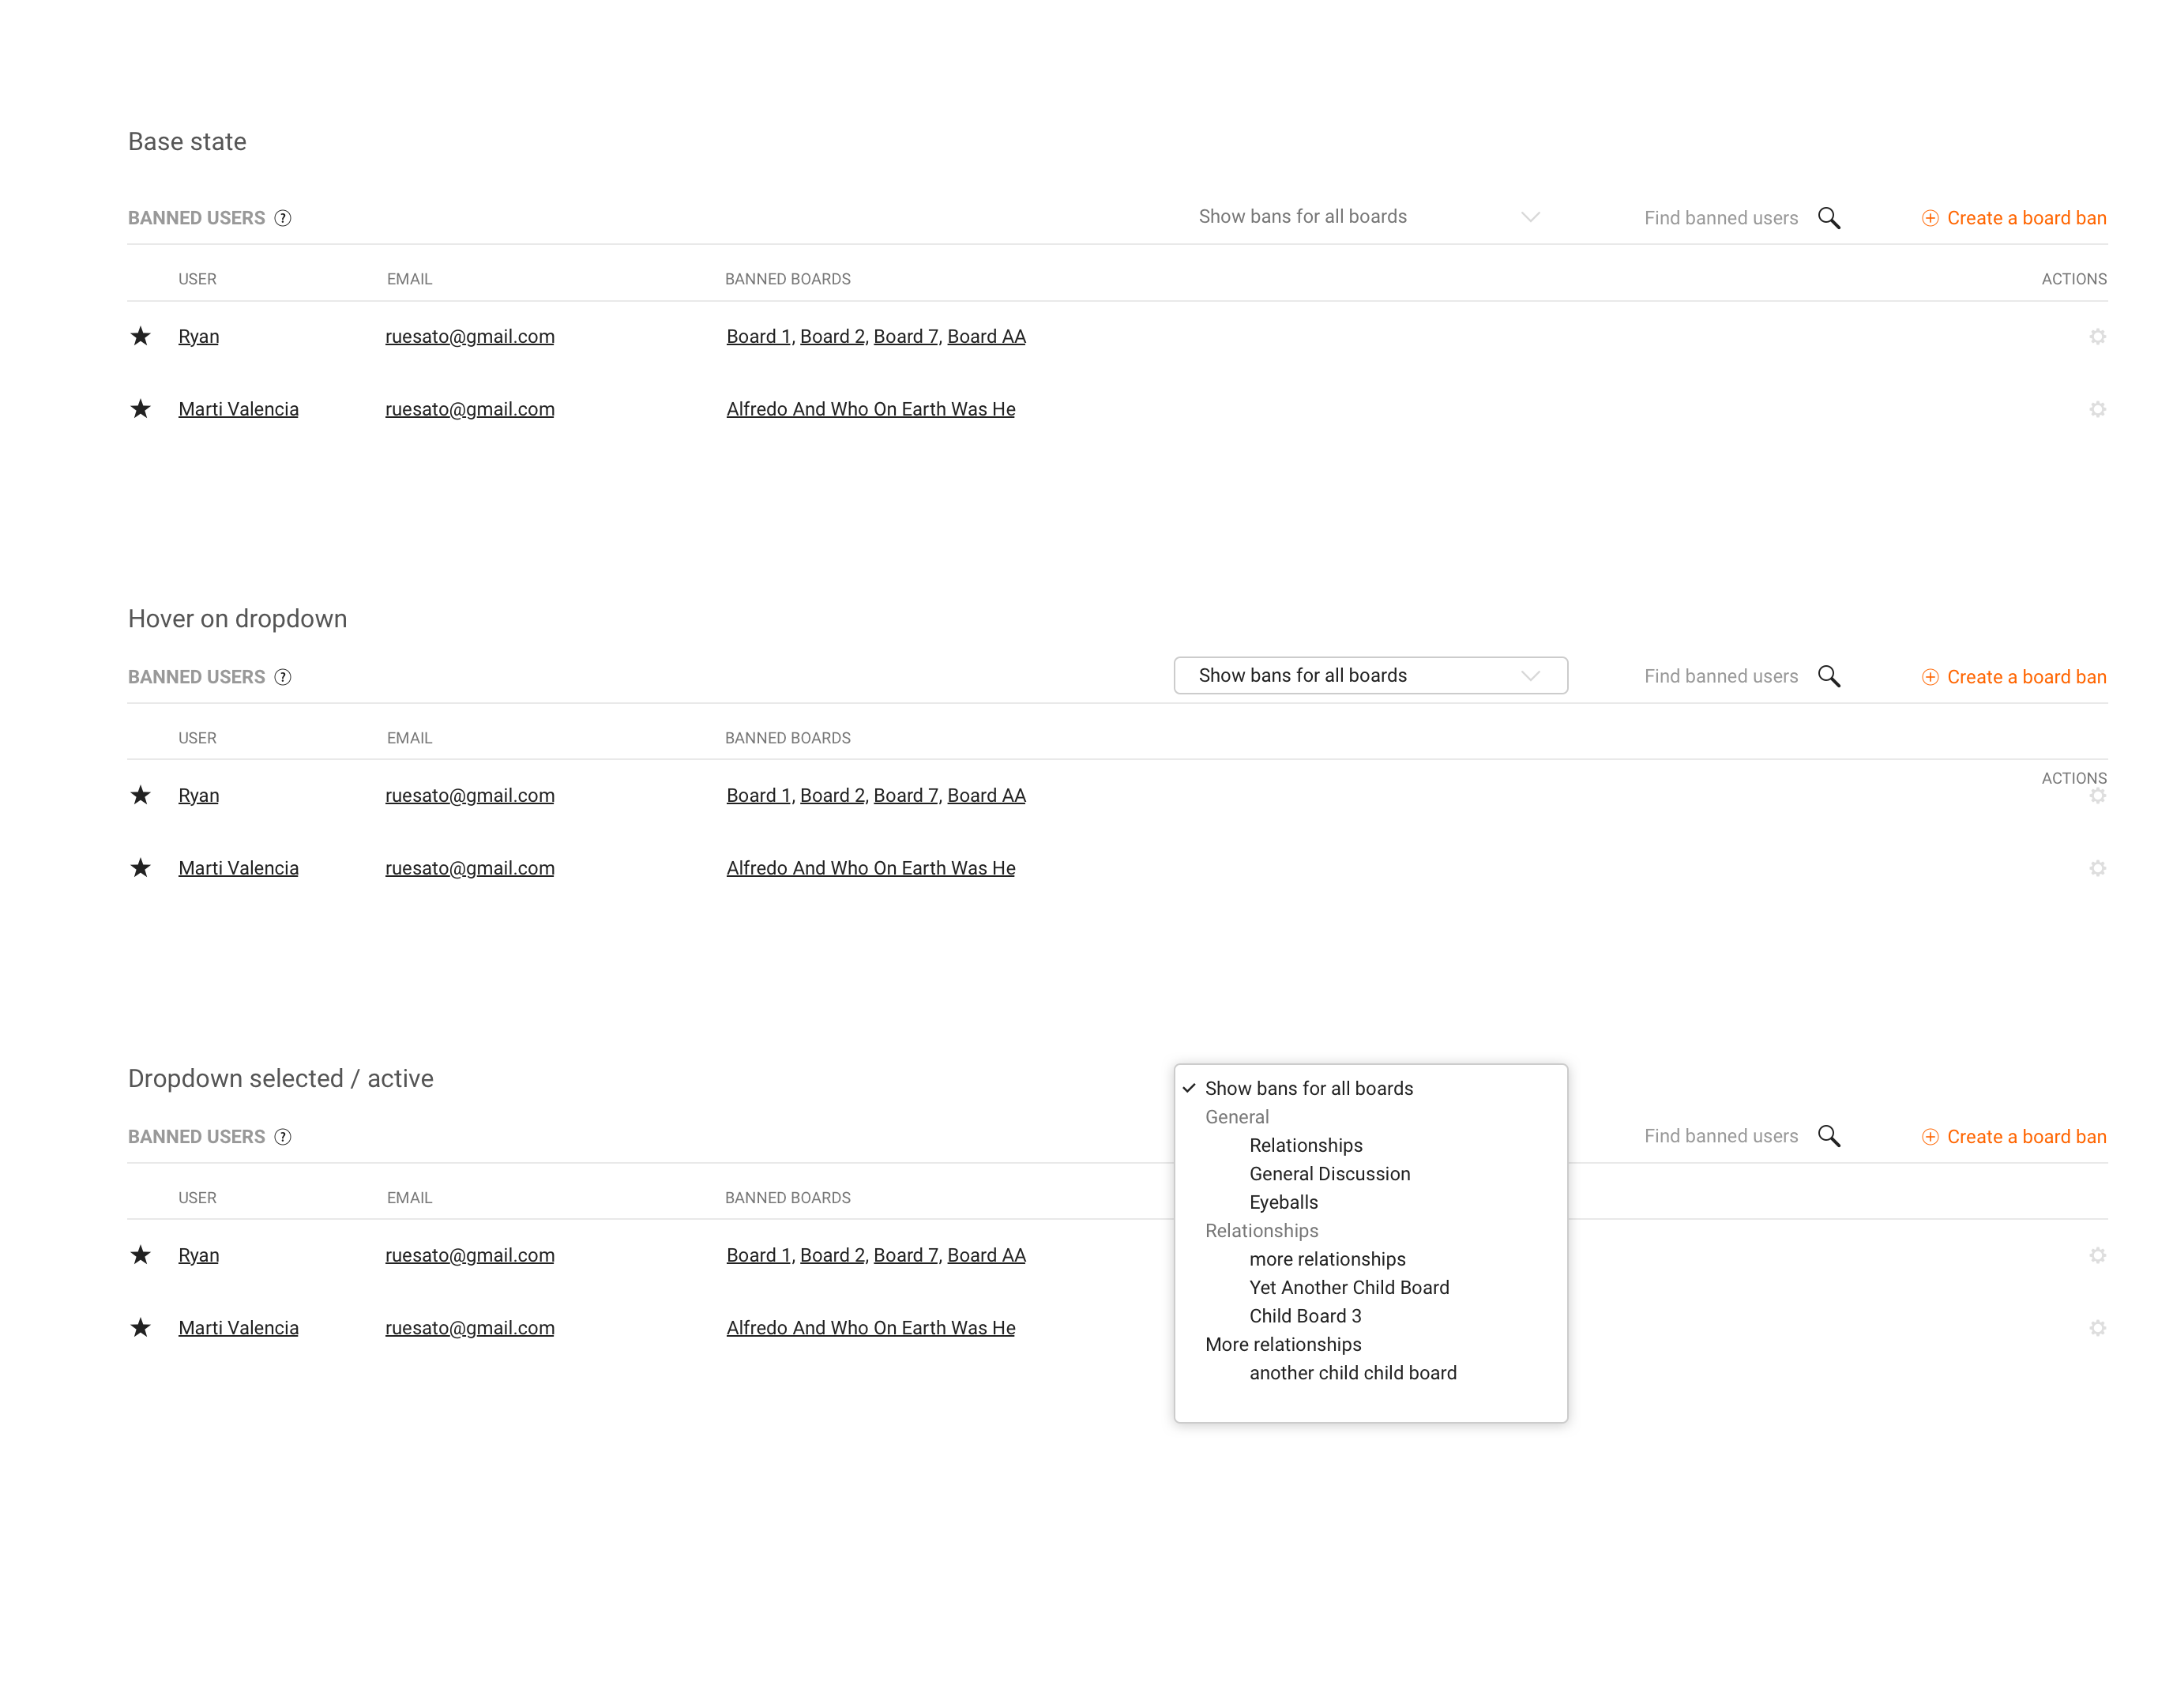 Base state
BANNED USERS ? Show bans for all boards Find banned users Create a board ban
USER EMAIL BANNED BOARDS ACTIONS
Ryan ruesato@gmail.com Board 1, Board 2, Board 7, Board AA
Marti Valencia ruesato@gmail.com Alfredo And Who On Earth Was He
Hover on dropdown
BANNED USERS ? Show bans for all boards Find banned users Create a board ban
USER EMAIL BANNED BOARDS
ACTIONS
Ryan ruesato@gmail.com Board 1, Board 2, Board 7, Board AA
Marti Valencia ruesato@gmail.com Alfredo And Who On Earth Was He
Dropdown selected / active
BANNED USERS ? Find banned users Create a board ban
USER EMAIL BANNED BOARDS
Ryan ruesato@gmail.com Board 1, Board 2, Board 7, Board AA
Marti Valencia ruesato@gmail.com Alfredo And Who On Earth Was He
Show bans for all boards
General
Relationships
General Discussion
Eyeballs
Relationships
more relationships
Yet Another Child Board
Child Board 3
More relationships
another child child board